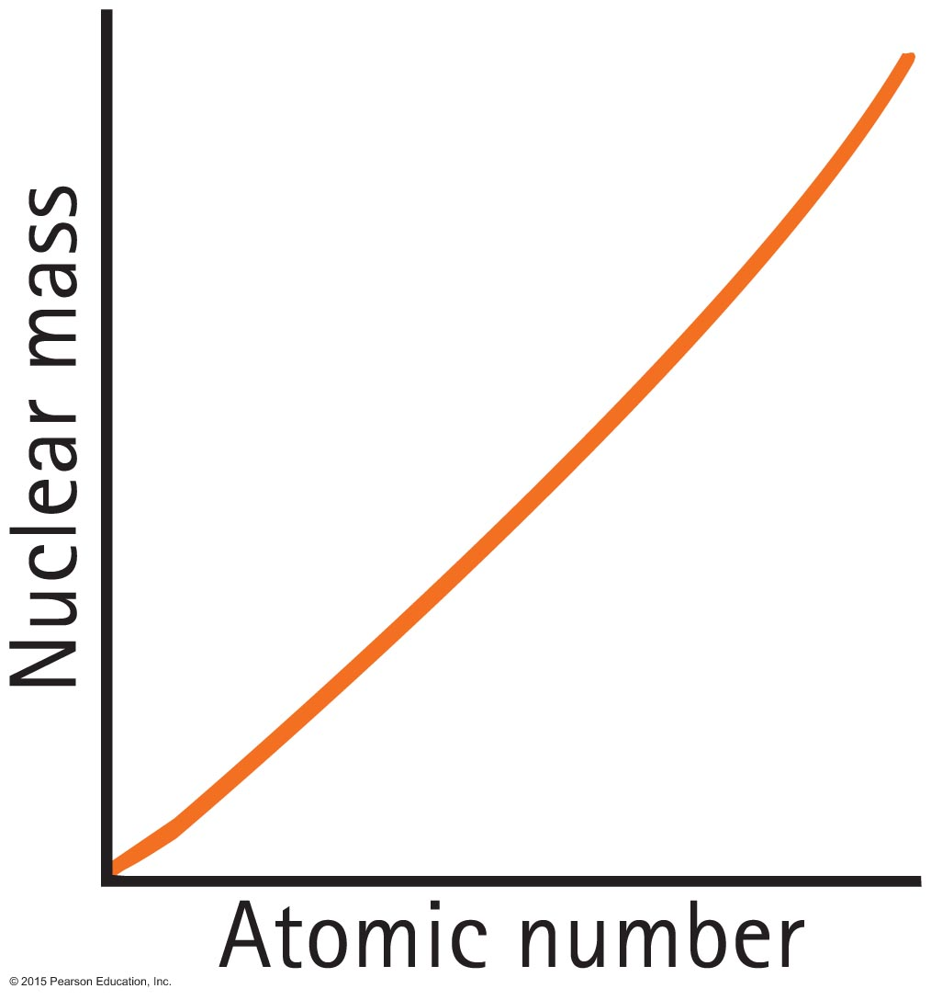 Nuclear mass
Atomic number
© 2015 Pearson Education, Inc.